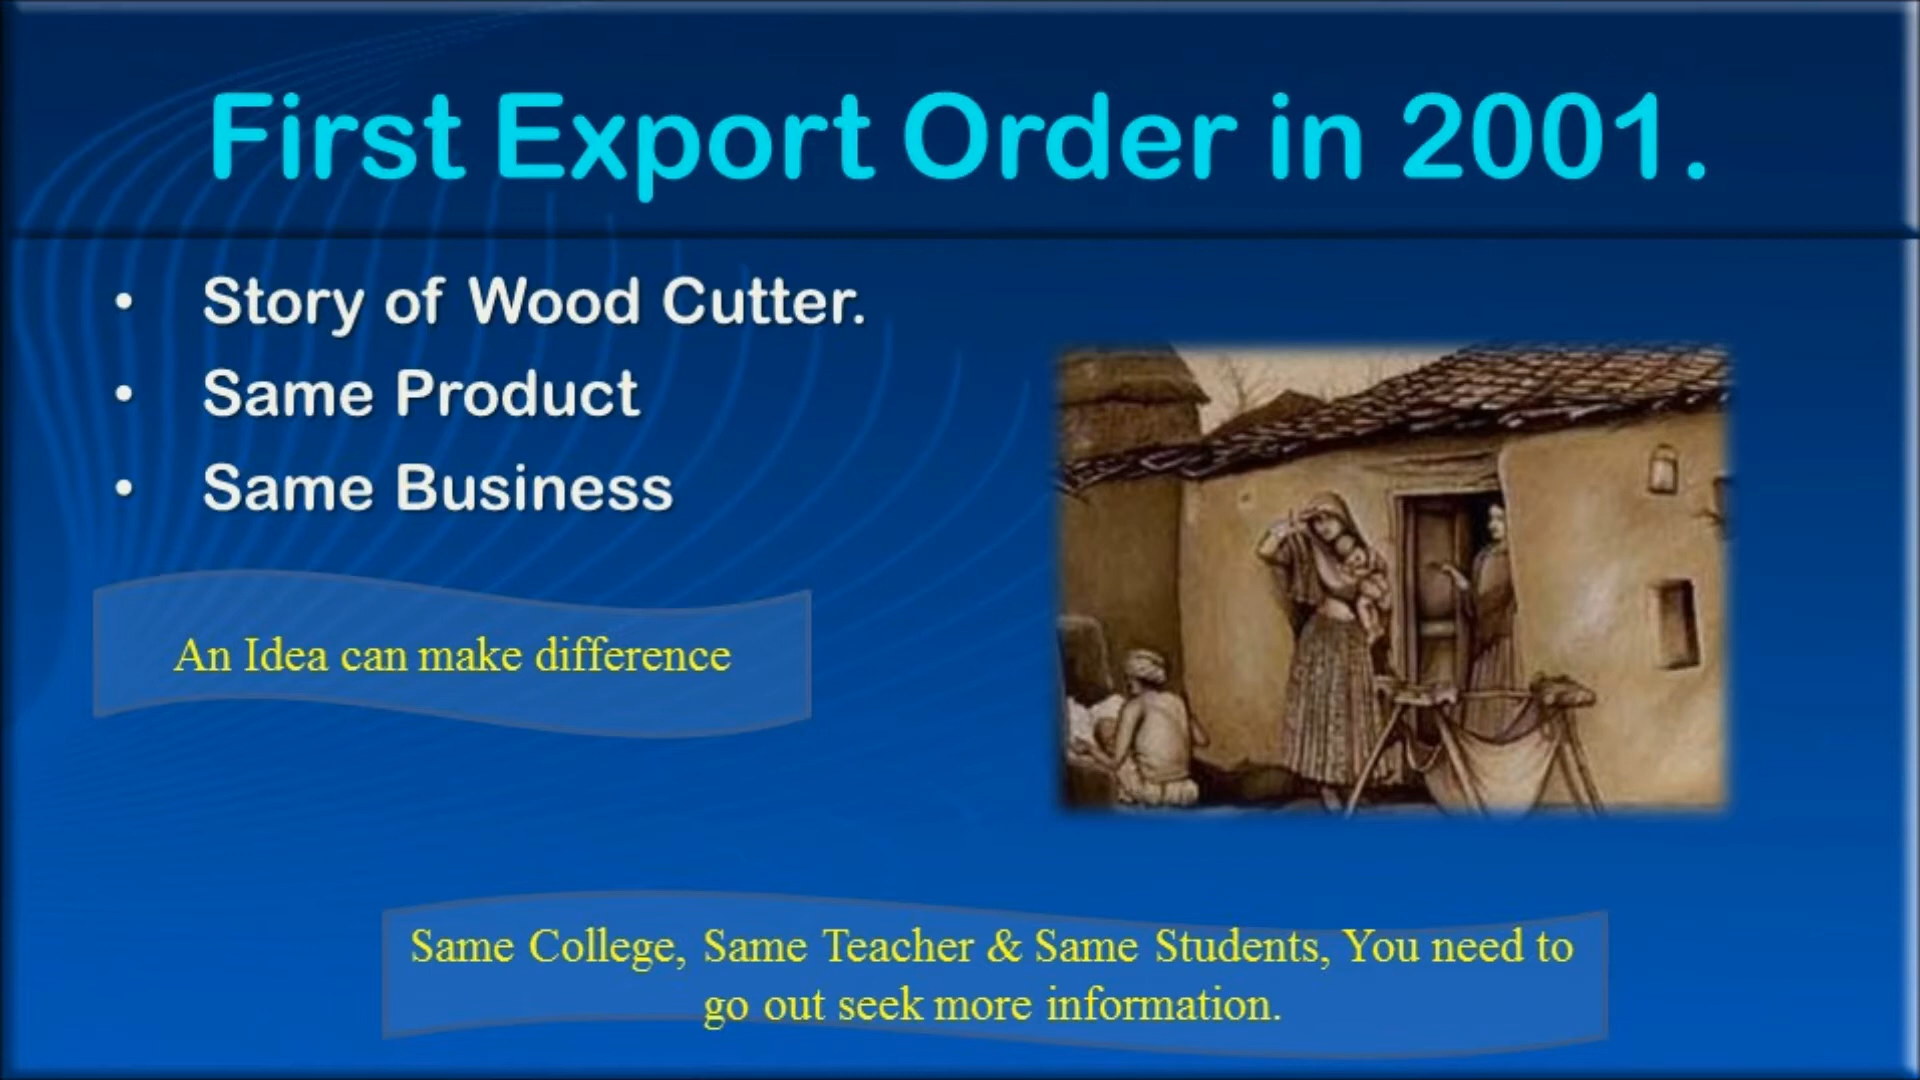 First Export Order in 2001.
• Story of Wood Cutter.
• Same Product
• Same Business
An Idea can make difference
Same College, Same Teacher & Same Students, You need to
go out seek more information.